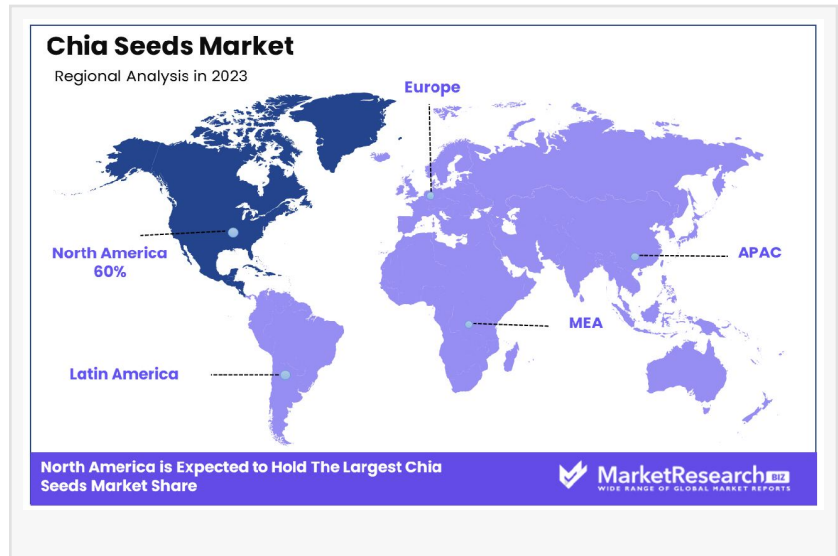 Chia Seeds Market
Regional Analysis in 2023
Europe
North America
60%
APAC
MEA
Latin America
North America is Expected to Hold The Largest Chia
Seeds Market Share
MarketResearch BIZ
WIDE RANGE OF GLOBAL MARKET REPORTS